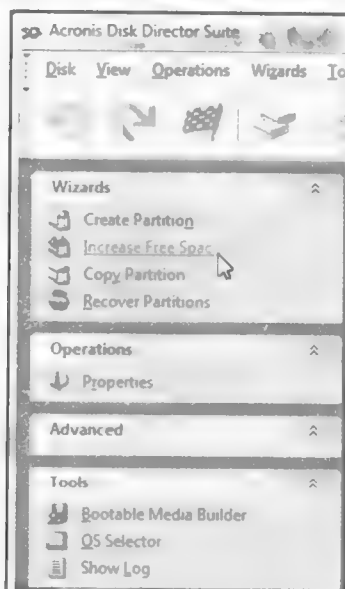 Acronis Disk Director Suite
Disk View Operations Wizards To
Wizards
Create Partition
Increase Free Spac
Copy Partition
Recover Partitions
Operations
Properties
Advanced
Tools
Bootable Media Builder
OS Selector
Show Log